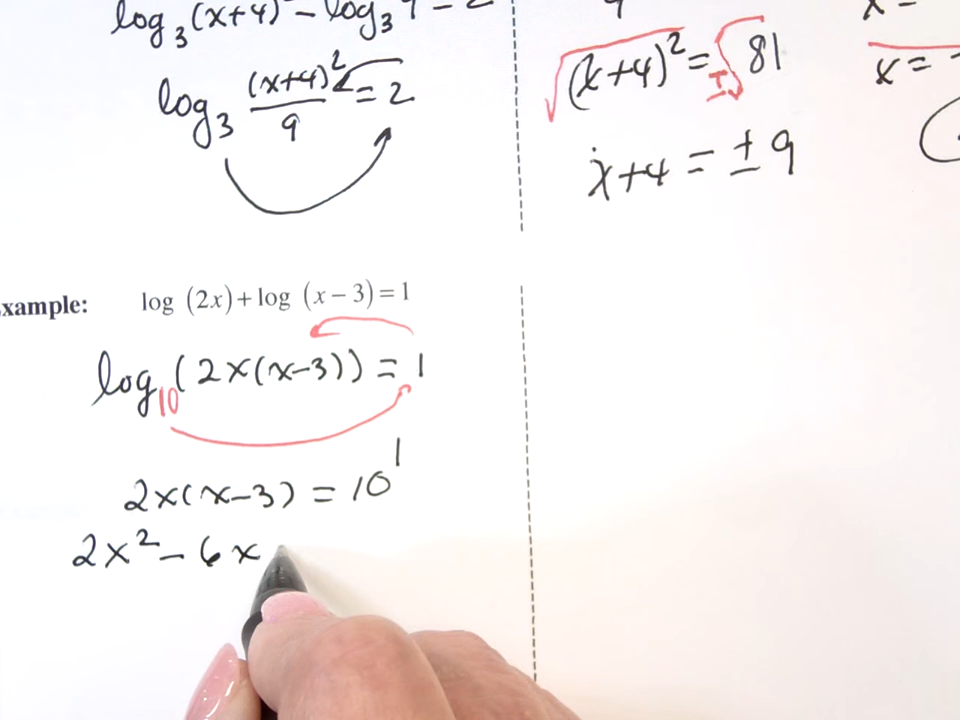 log₃(x+4) − log₃
log₃ (x+4)²/9 = 2
√(x+4)² = ±√81
x+4 = ± 9
x=
xample: log (2x)+log (x−3)=1
log₁₀(2x(x−3)) = 1
2x(x−3) = 10¹
2x² − 6x